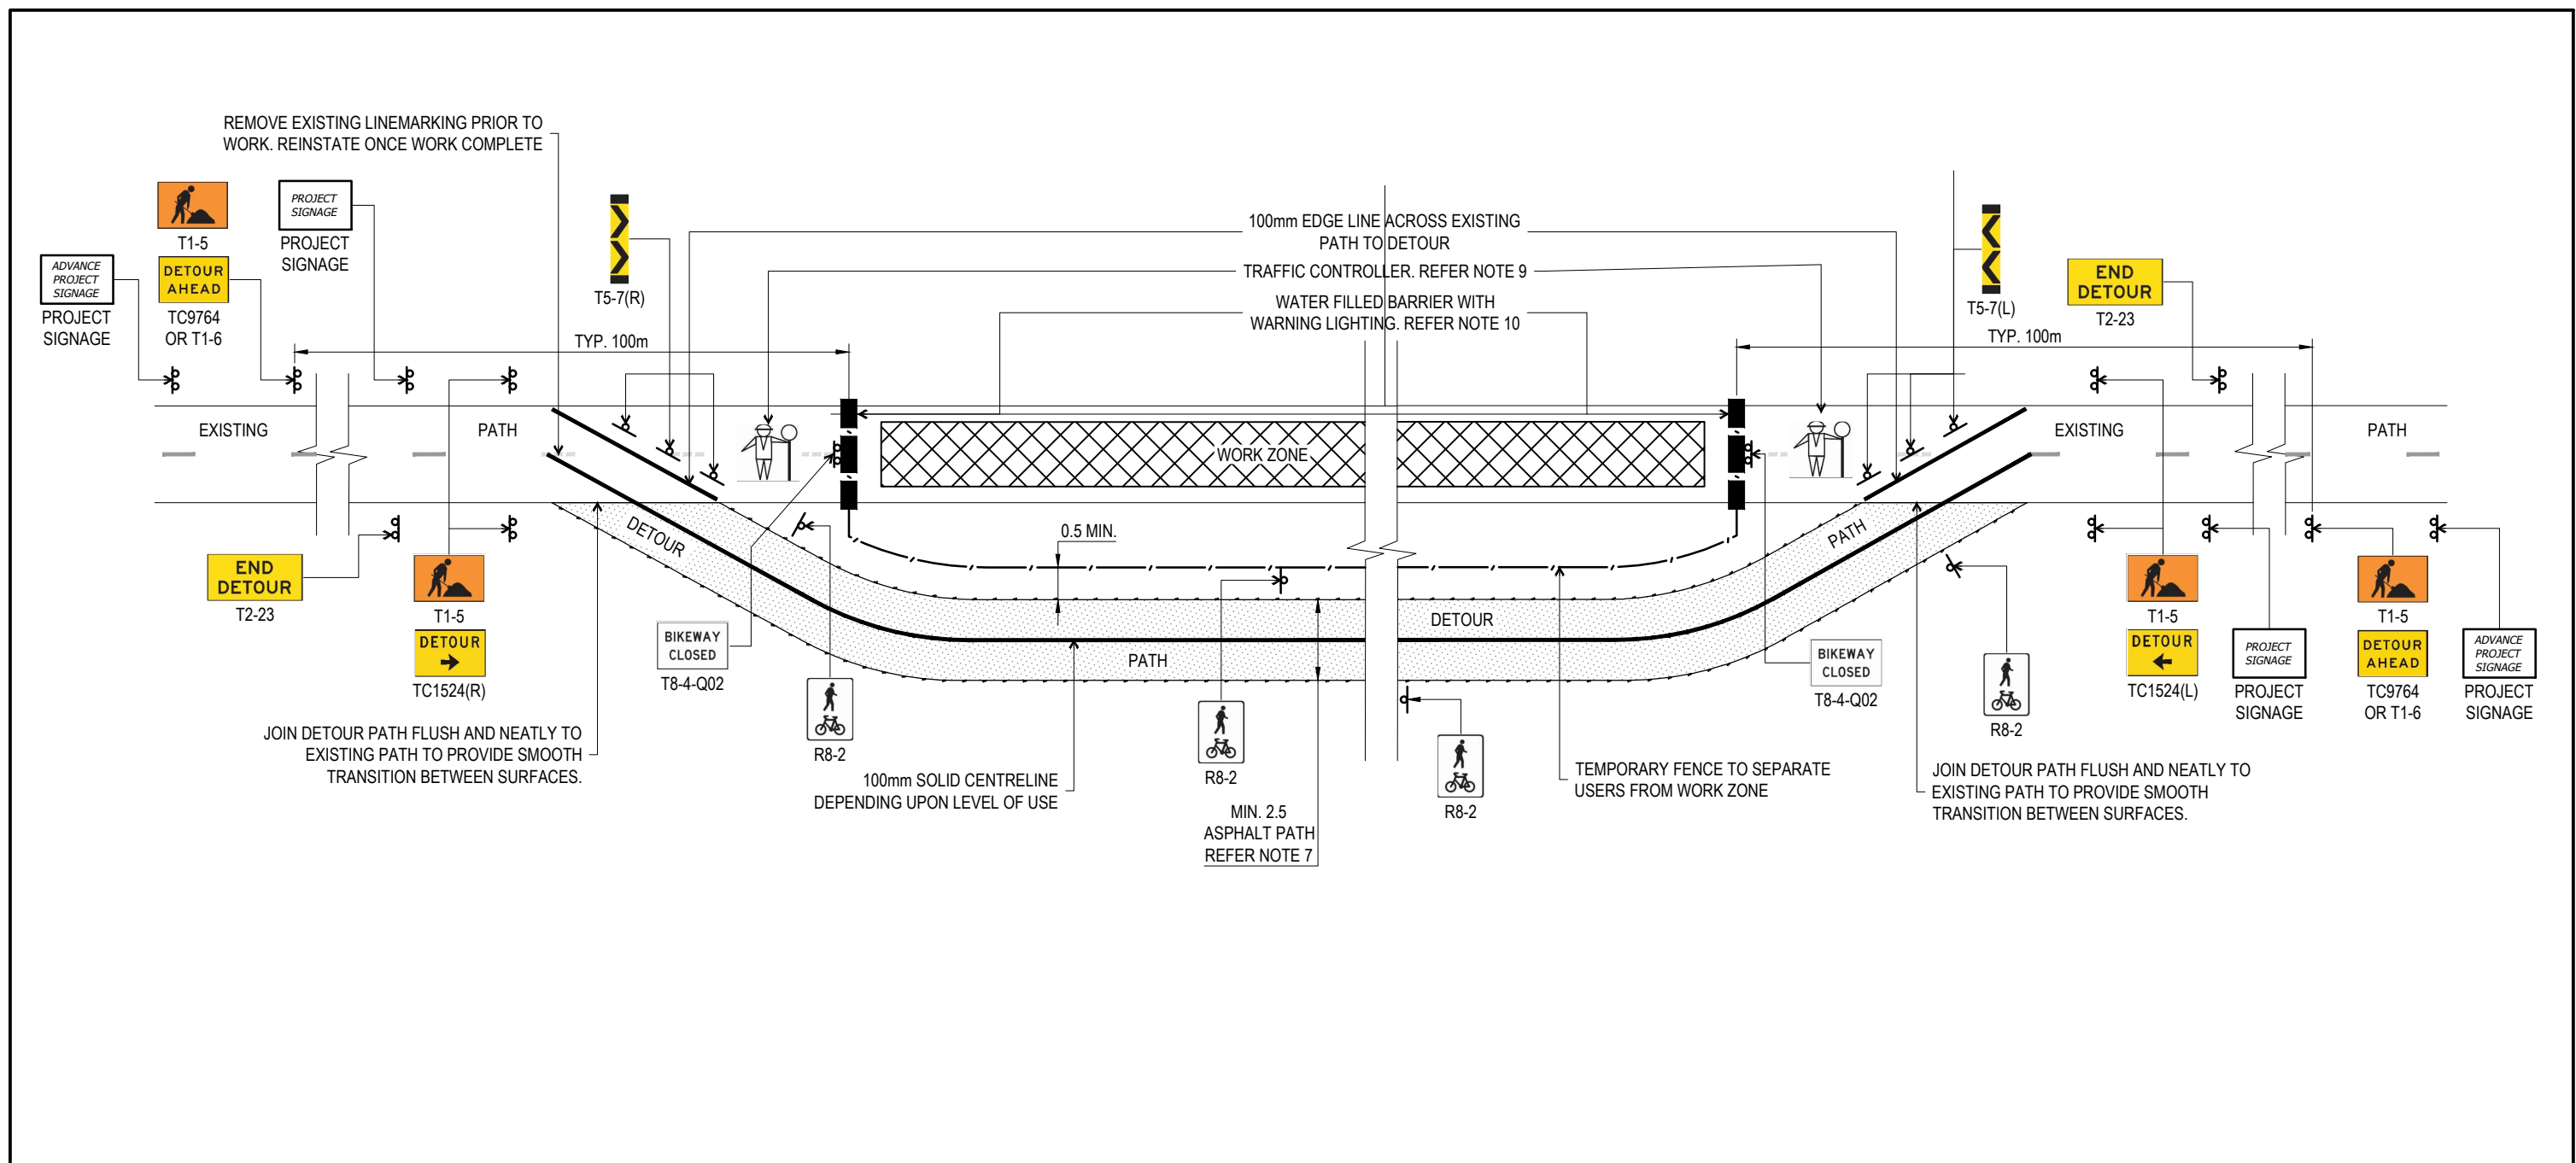 REMOVE EXISTING LINEMARKING PRIOR TO
WORK. REINSTATE ONCE WORK COMPLETE
ADVANCE
PROJECT
SIGNAGE
PROJECT
SIGNAGE
T1-5
DETOUR
AHEAD
TC9764
OR T1-6
PROJECT
SIGNAGE
PROJECT
SIGNAGE
T5-7(R)
TYP. 100m
100mm EDGE LINE ACROSS EXISTING
PATH TO DETOUR
TRAFFIC CONTROLLER. REFER NOTE 9
WATER FILLED BARRIER WITH
WARNING LIGHTING. REFER NOTE 10
T5-7(L)
END
DETOUR
T2-23
TYP. 100m
EXISTING
PATH
WORK ZONE
EXISTING
PATH
DETOUR
0.5 MIN.
PATH
DETOUR
PATH
END
DETOUR
T2-23
T1-5
DETOUR
TC1524(R)
BIKEWAY
CLOSED
T8-4-Q02
R8-2
R8-2
R8-2
BIKEWAY
CLOSED
T8-4-Q02
R8-2
T1-5
DETOUR
TC1524(L)
PROJECT
SIGNAGE
PROJECT
SIGNAGE
T1-5
DETOUR
AHEAD
TC9764
OR T1-6
ADVANCE
PROJECT
SIGNAGE
PROJECT
SIGNAGE
JOIN DETOUR PATH FLUSH AND NEATLY TO
EXISTING PATH TO PROVIDE SMOOTH
TRANSITION BETWEEN SURFACES.
100mm SOLID CENTRELINE
DEPENDING UPON LEVEL OF USE
MIN. 2.5
ASPHALT PATH
REFER NOTE 7
TEMPORARY FENCE TO SEPARATE
USERS FROM WORK ZONE
JOIN DETOUR PATH FLUSH AND NEATLY TO
EXISTING PATH TO PROVIDE SMOOTH
TRANSITION BETWEEN SURFACES.